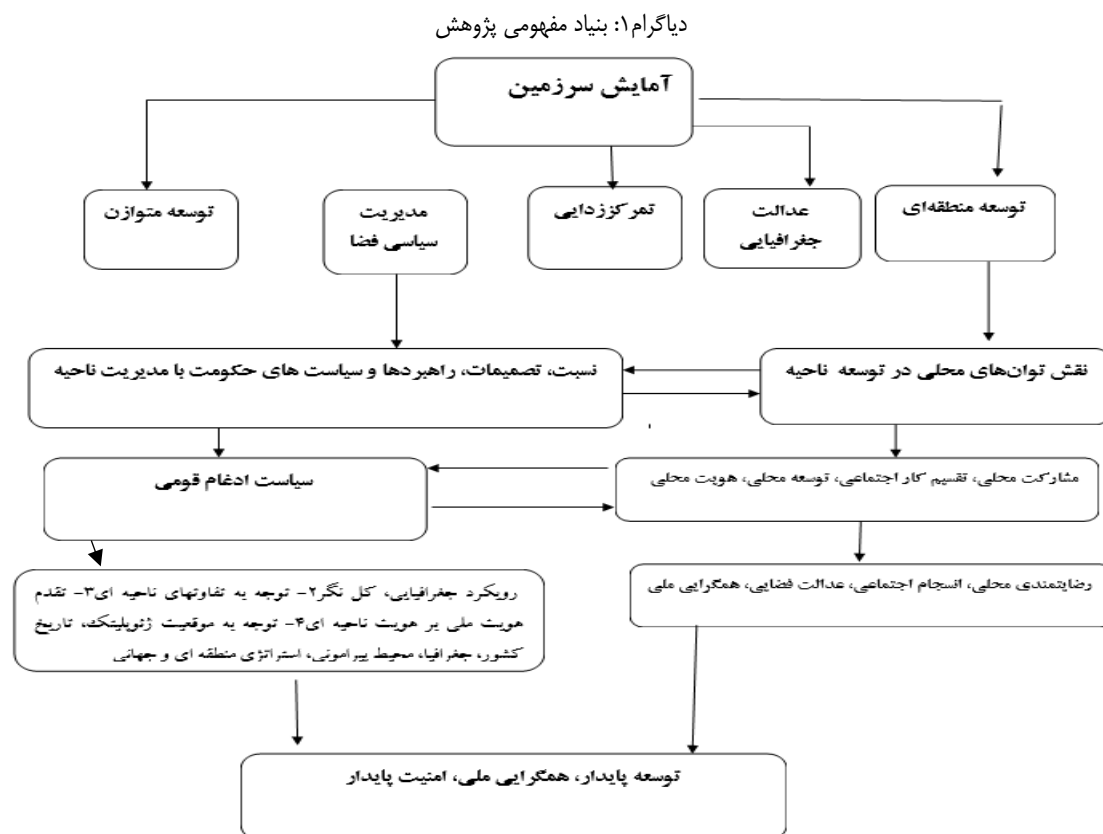 دیاگرام۱: بنیاد مفهومی پژوهش
آمایش سرزمین
توسعه منطقه‌ای
عدالت
جغرافیایی
تمرکززدایی
مدیریت
سیاسی فضا
توسعه متوازن
نقش توان‌های محلی در توسعه ناحیه
نسبت، تصمیمات، راهبردها و سیاست های حکومت با مدیریت ناحیه
مشارکت محلی، تقسیم کار اجتماعی، توسعه محلی، هویت محلی
سیاست ادغام قومی
رضایتمندی محلی، انسجام اجتماعی، عدالت فضایی، همگرایی ملی
رویکرد جغرافیایی، کل نگر۲- توجه به تفاوتهای ناحیه ای۳- تقدم
هویت ملی بر هویت ناحیه ای۴- توجه به موقعیت ژئوپلیتک، تاریخ
کشور، جغرافیا، محیط پیرامونی، استراتژی منطقه ای و جهانی
توسعه پایدار، همگرایی ملی، امنیت پایدار